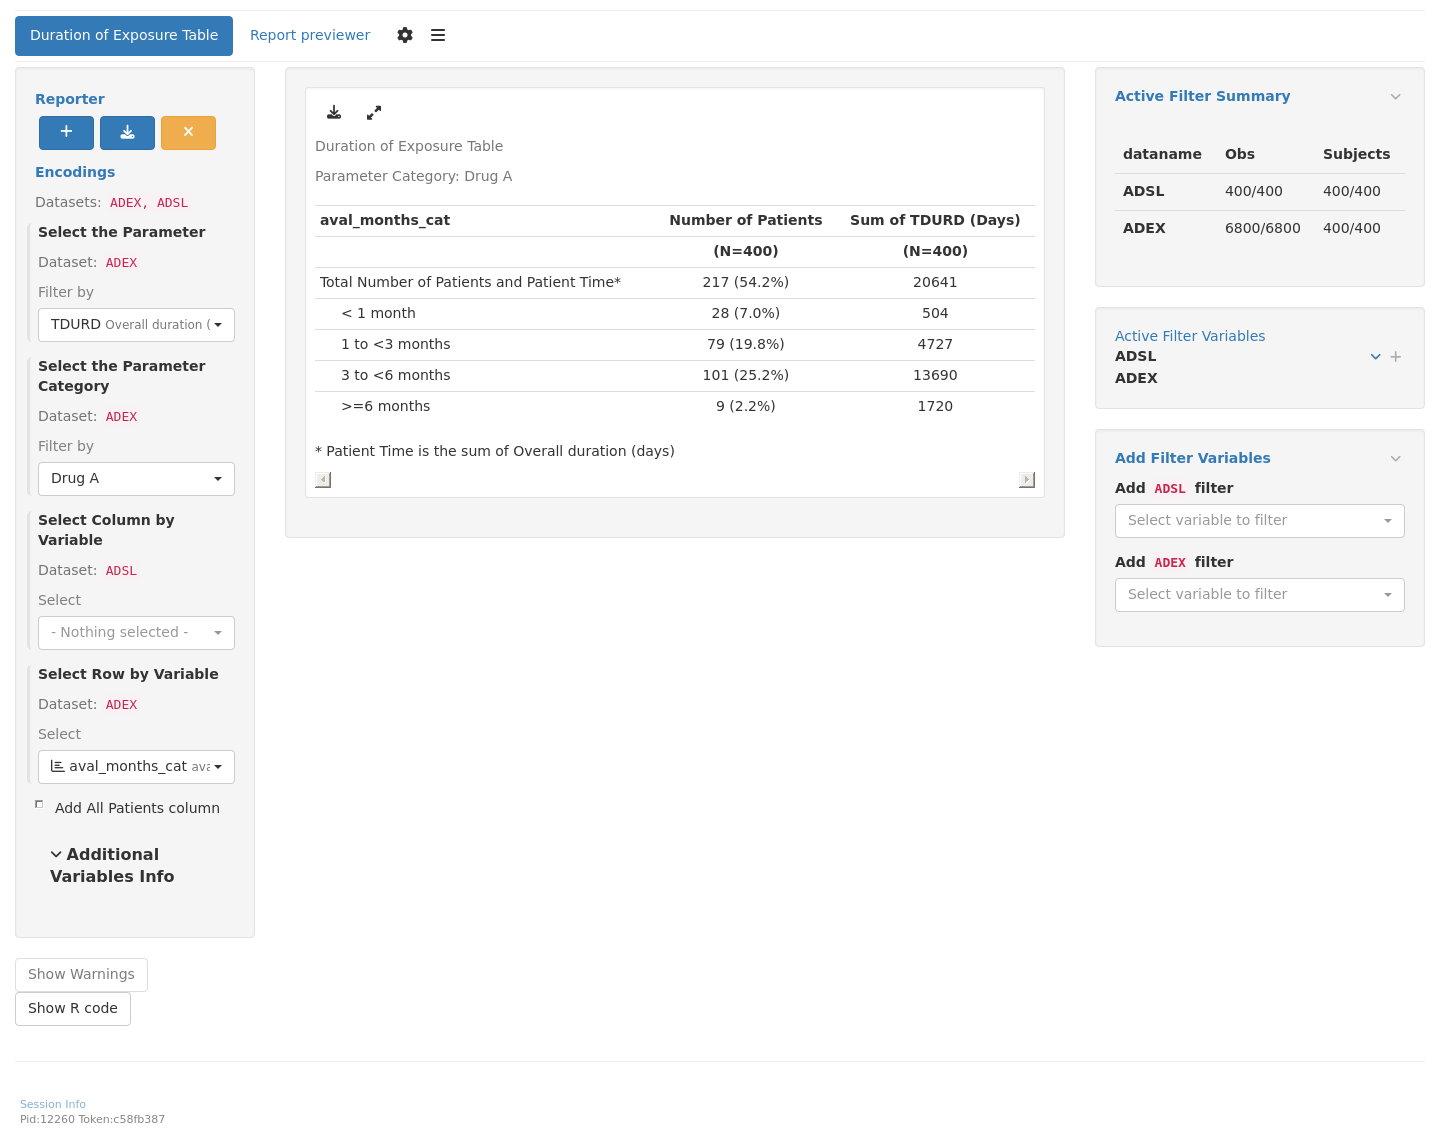 Duration of Exposure Table Report previewer
Reporter
Encodings
Datasets: ADEX, ADSL
Select the Parameter
Dataset: ADEX
Filter by
TDURD Overall duration (
Select the Parameter
Category
Dataset: ADEX
Filter by
Drug A
Select Column by
Variable
Dataset: ADSL
Select
- Nothing selected -
Select Row by Variable
Dataset: ADEX
Select
aval_months_cat ava
Add All Patients column
Additional
Variables Info
Show Warnings
Show R code
Duration of Exposure Table
Parameter Category: Drug A
aval_months_cat Number of Patients Sum of TDURD (Days)
(N=400) (N=400)
Total Number of Patients and Patient Time* 217 (54.2%) 20641
< 1 month 28 (7.0%) 504
1 to <3 months 79 (19.8%) 4727
3 to <6 months 101 (25.2%) 13690
>=6 months 9 (2.2%) 1720
* Patient Time is the sum of Overall duration (days)
Active Filter Summary
dataname Obs Subjects
ADSL 400/400 400/400
ADEX 6800/6800 400/400
Active Filter Variables
ADSL
ADEX
Add Filter Variables
Add ADSL filter
Select variable to filter
Add ADEX filter
Select variable to filter
Session Info
Pid:12260 Token:c58fb387